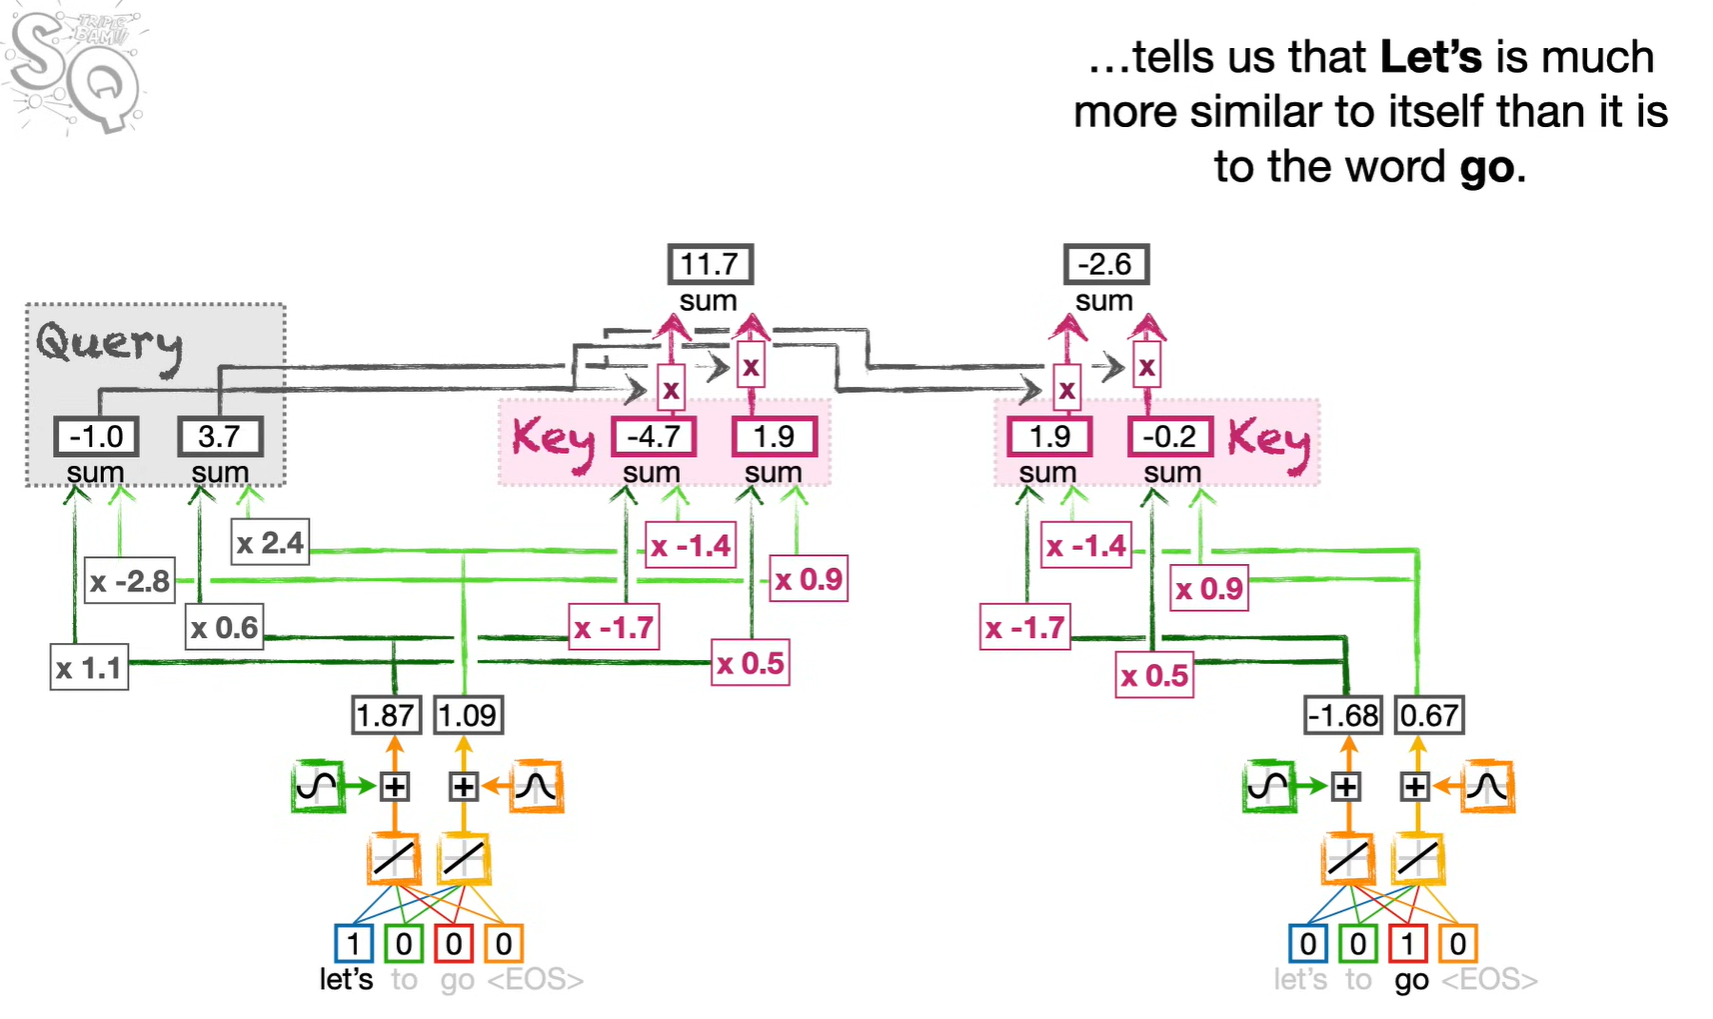 SQ
TRIPLE
BAM!!!
...tells us that Let's is much
more similar to itself than it is
to the word go.
11.7
-2.6
sum
sum
Query
x
x
x
x
-1.0
3.7
Key
-4.7
1.9
1.9
-0.2
Key
sum
sum
sum
sum
sum
sum
x 2.4
x -1.4
x -1.4
x -2.8
x 0.9
x 0.9
x 0.6
x -1.7
x -1.7
x 1.1
x 0.5
x 0.5
1.87
1.09
-1.68
0.67
+
+
+
+
1
0
0
0
0
0
1
0
let's
to
go
<EOS>
let's
to
go
<EOS>